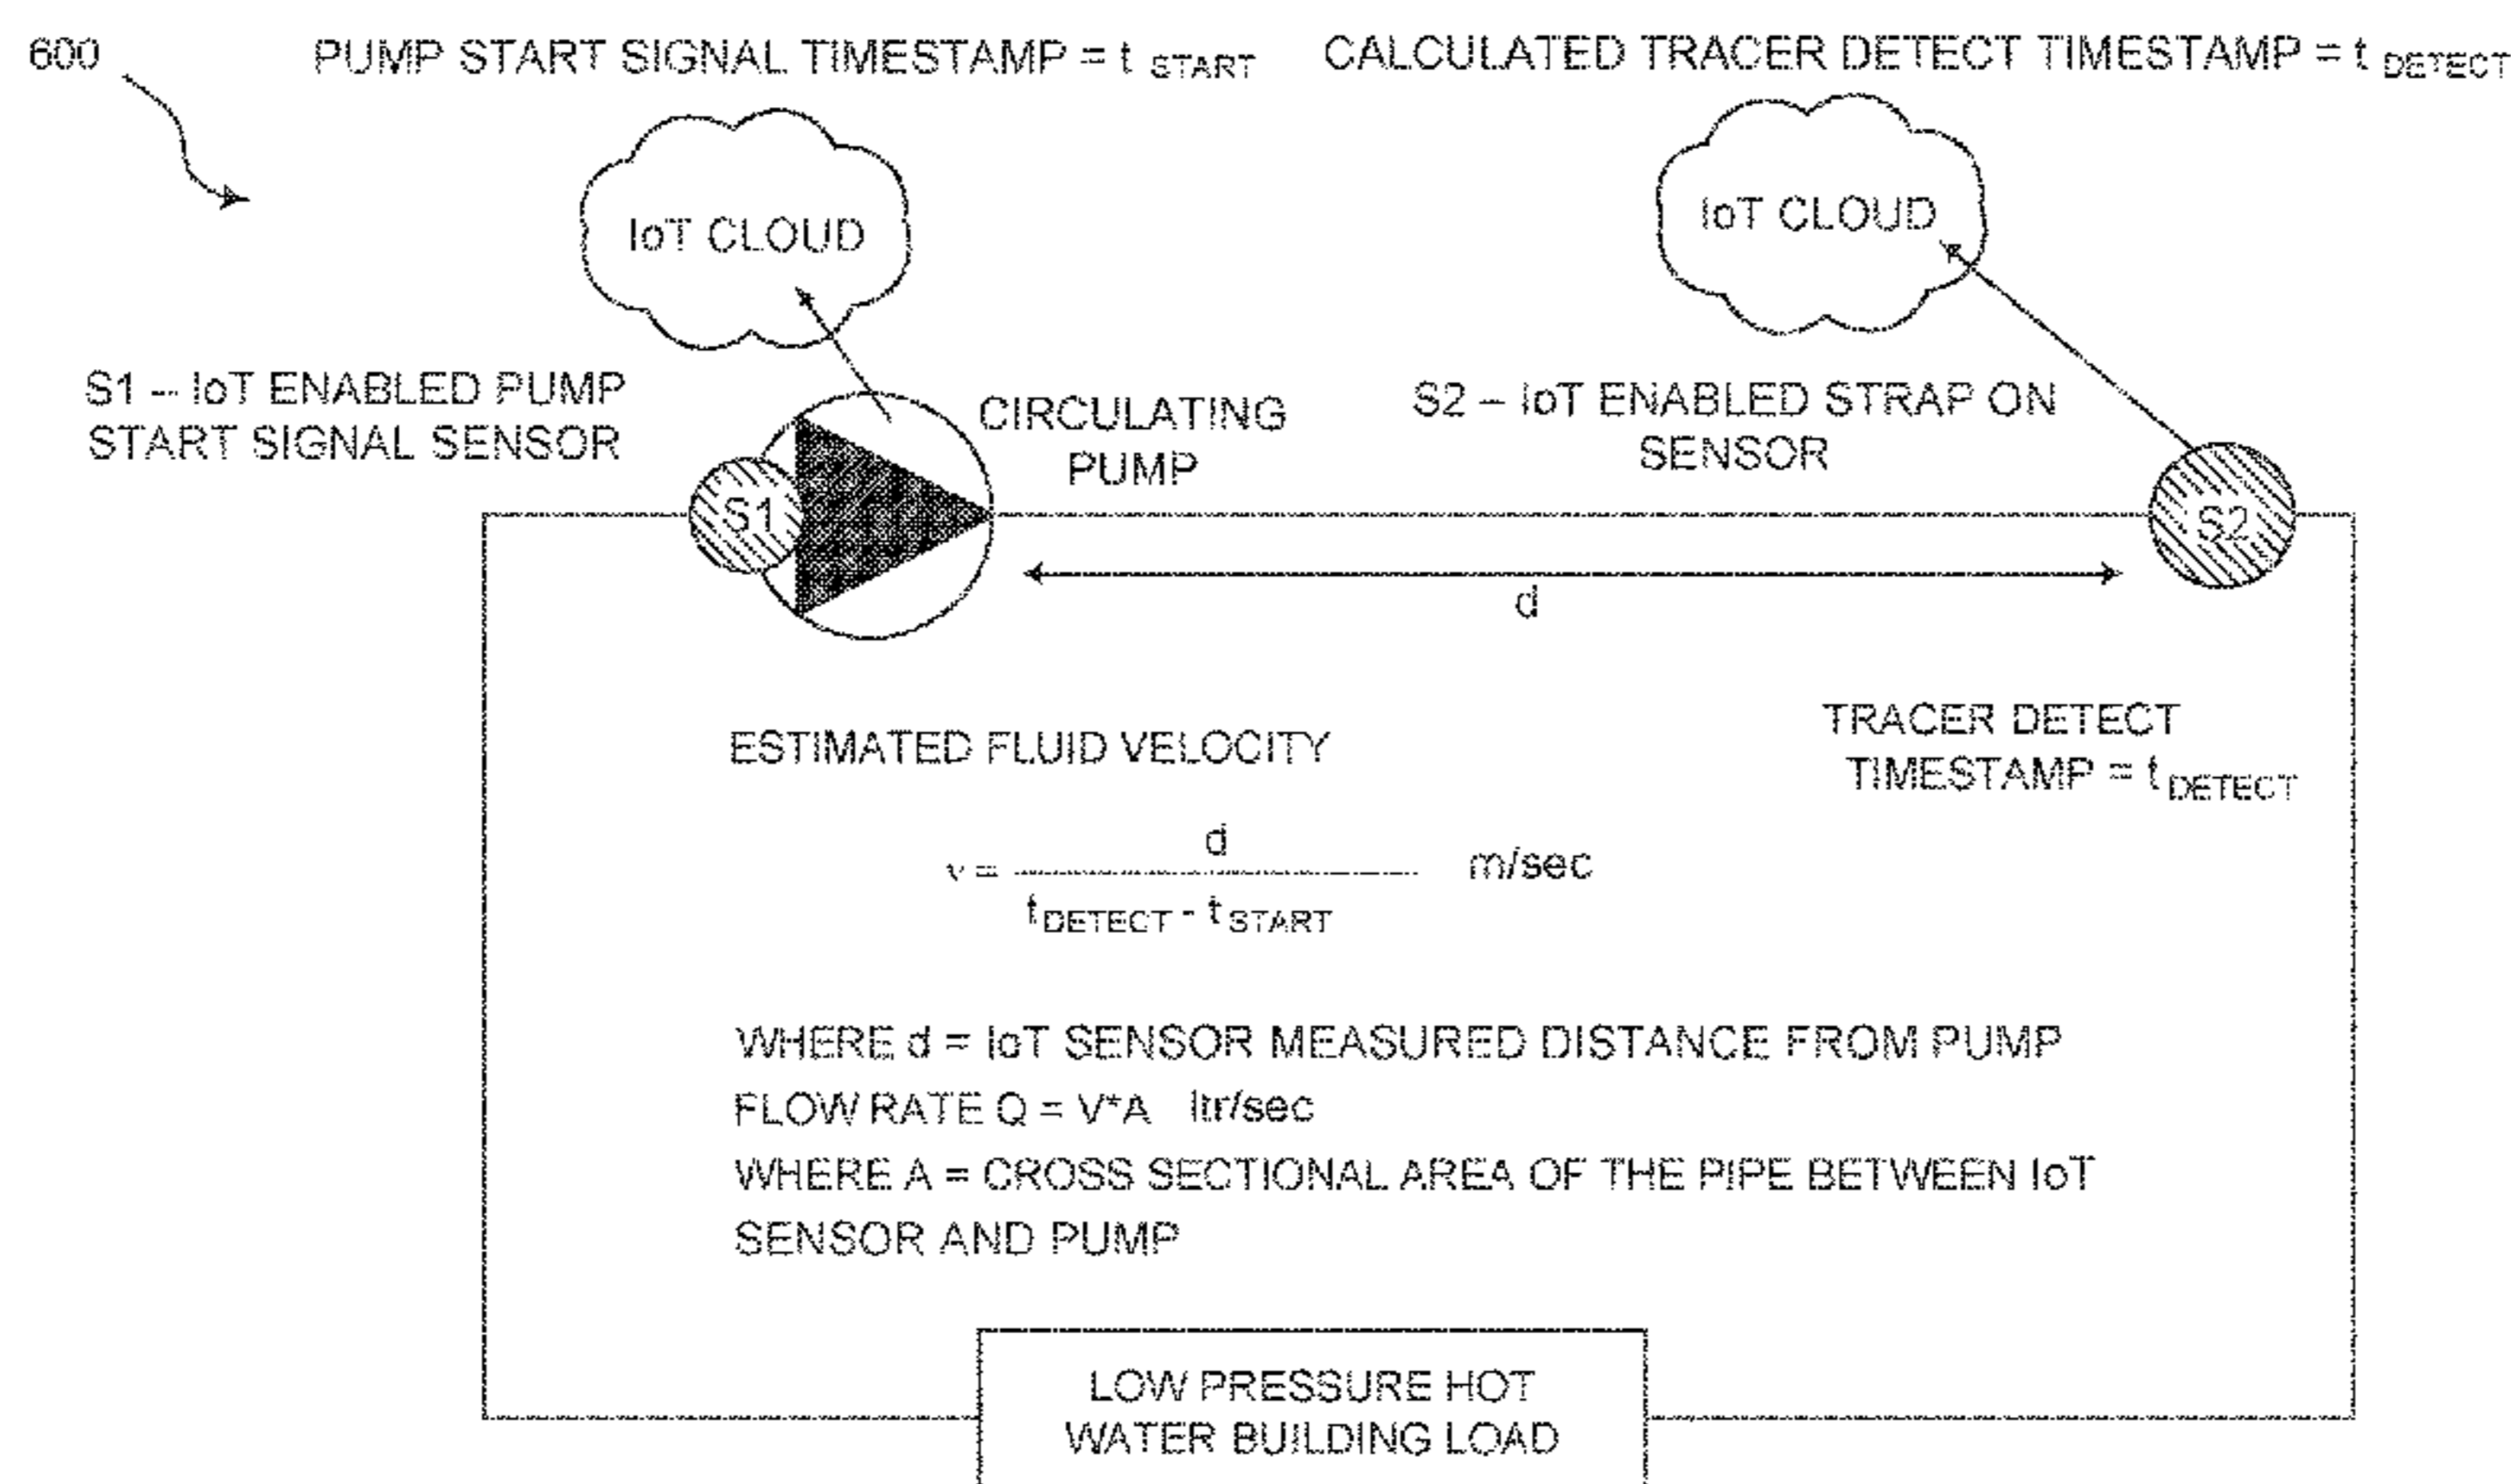 600
PUMP START SIGNAL TIMESTAMP = t START
CALCULATED TRACER DETECT TIMESTAMP = t DETECT
IoT CLOUD
IoT CLOUD
S1 – IoT ENABLED PUMP
START SIGNAL SENSOR
CIRCULATING
PUMP
S2 – IoT ENABLED STRAP ON
SENSOR
S1
S2
d
TRACER DETECT
TIMESTAMP = t DETECT
ESTIMATED FLUID VELOCITY
d
v = m/sec
t DETECT - t START
WHERE d = IoT SENSOR MEASURED DISTANCE FROM PUMP
FLOW RATE Q = V*A ltr/sec
WHERE A = CROSS SECTIONAL AREA OF THE PIPE BETWEEN IoT
SENSOR AND PUMP
LOW PRESSURE HOT
WATER BUILDING LOAD